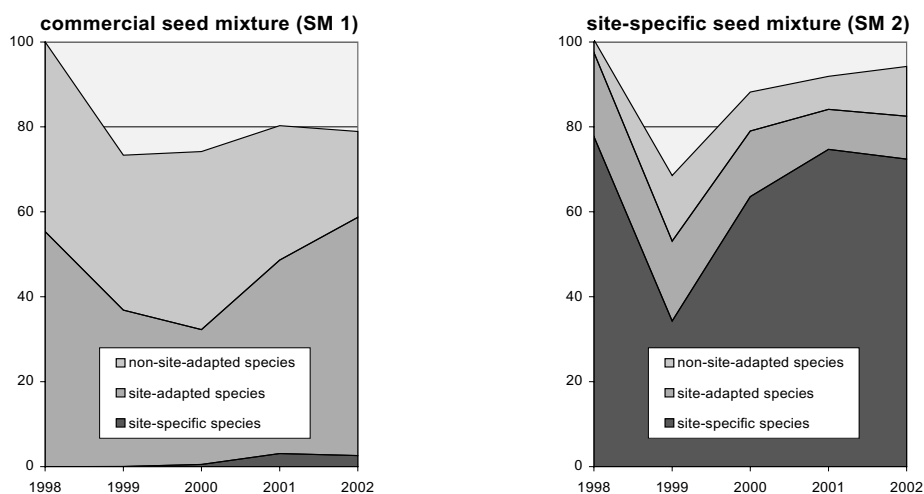 commercial seed mixture (SM 1)
100
80
60
40
20
0
non-site-adapted species
site-adapted species
site-specific species
1998 1999 2000 2001 2002
site-specific seed mixture (SM 2)
100
80
60
40
20
0
non-site-adapted species
site-adapted species
site-specific species
1998 1999 2000 2001 2002